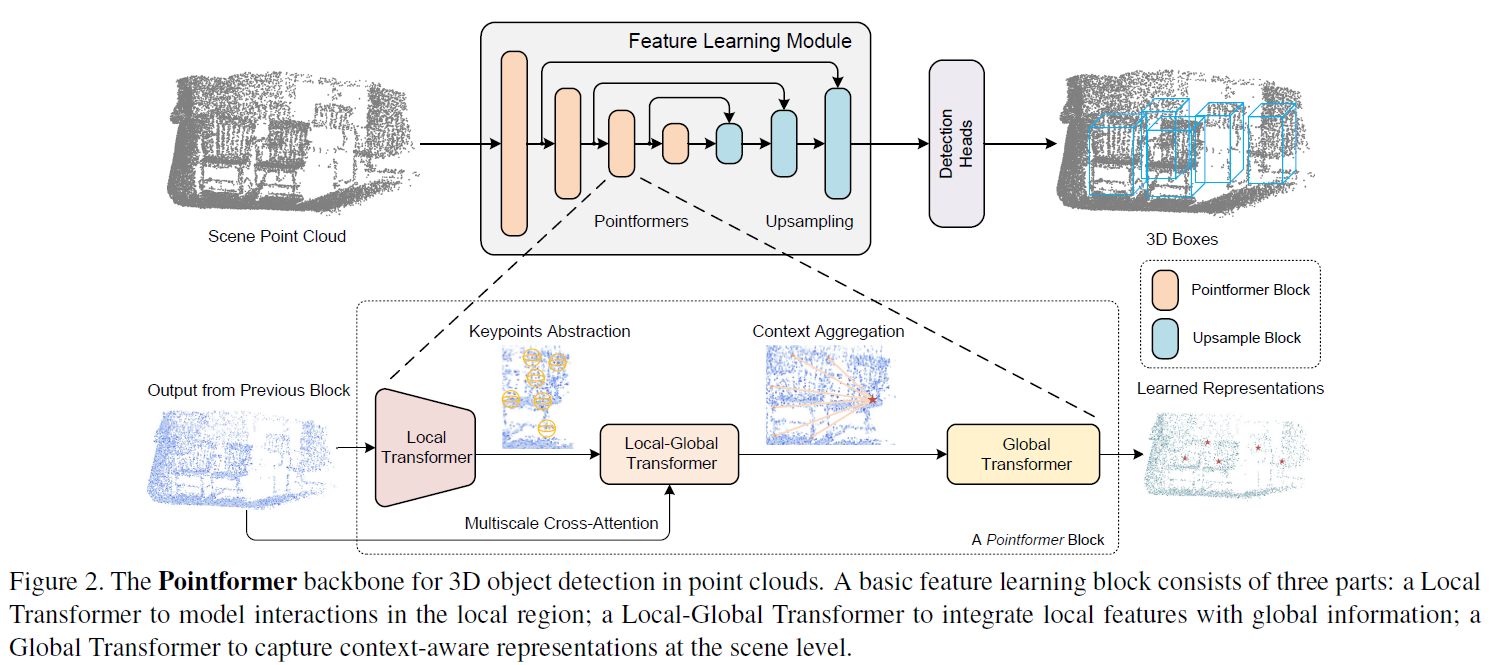 Feature Learning Module
Scene Point Cloud
Pointformers
Upsampling
Detection
Heads
3D Boxes
Pointformer Block
Upsample Block
Keypoints Abstraction
Context Aggregation
Output from Previous Block
Learned Representations
Local
Transformer
Local-Global
Transformer
Global
Transformer
Multiscale Cross-Attention
A Pointformer Block
Figure 2. The Pointformer backbone for 3D object detection in point clouds. A basic feature learning block consists of three parts: a Local
Transformer to model interactions in the local region; a Local-Global Transformer to integrate local features with global information; a
Global Transformer to capture context-aware representations at the scene level.